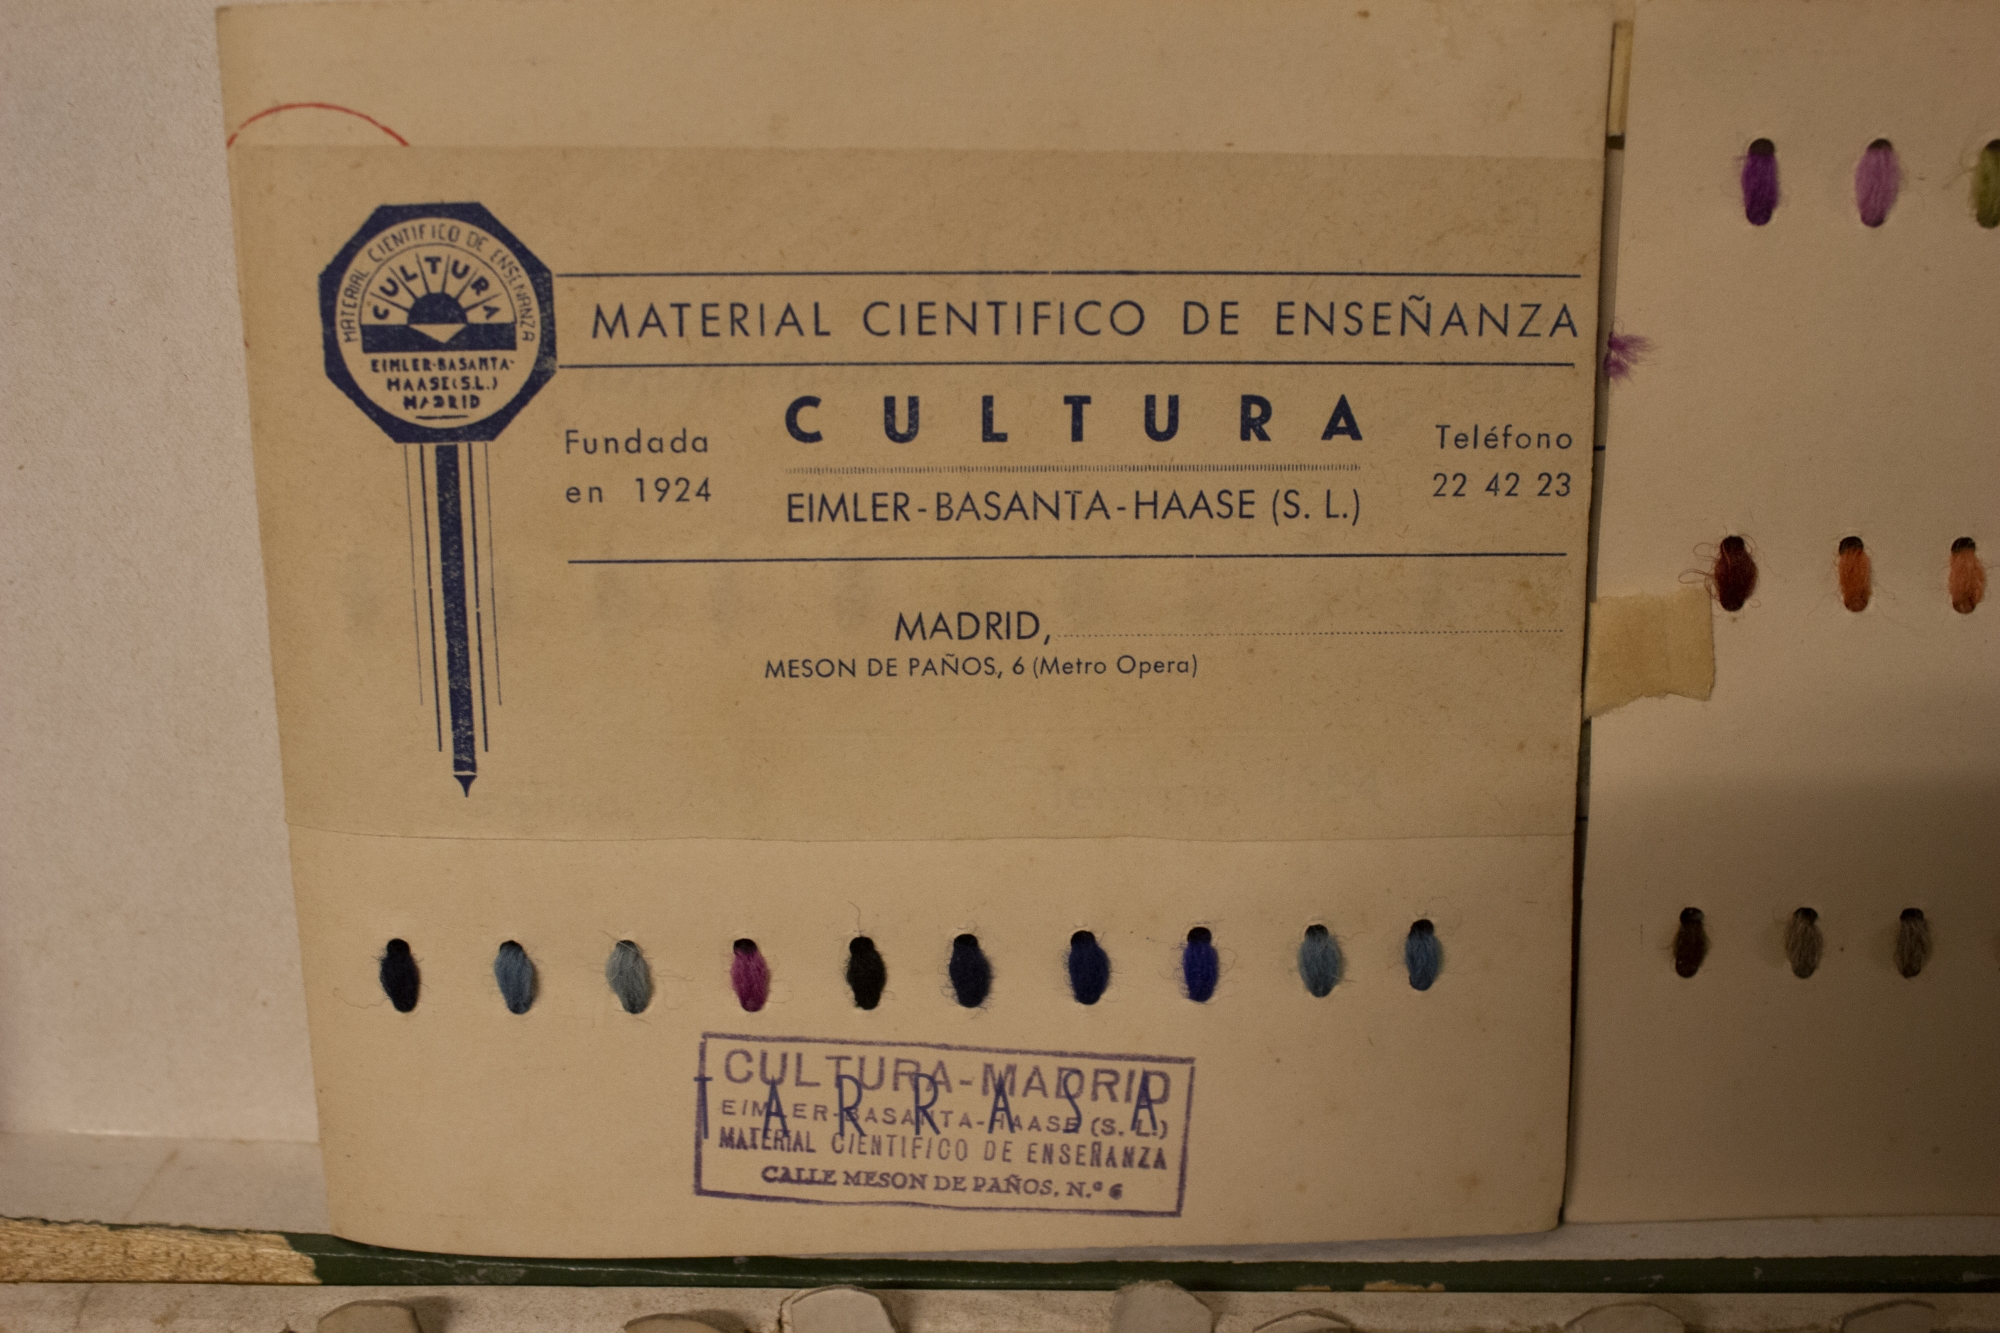 MATERIAL CIENTIFICO DE ENSENANZA
CULTURA
EIMLER-BASANTA-
HAASE (S.L.)
MADRID
MATERIAL CIENTIFICO DE ENSEÑANZA
Fundada
en 1924
CULTURA
EIMLER-BASANTA-HAASE (S. L.)
Teléfono
22 42 23
MADRID,
MESON DE PAÑOS, 6 (Metro Opera)
CULTURA-MADRID
TARRASA
EIMLER-BASANTA-HAASE (S. L.)
MATERIAL CIENTIFICO DE ENSEÑANZA
CALLE MESON DE PAÑOS, N.º 6